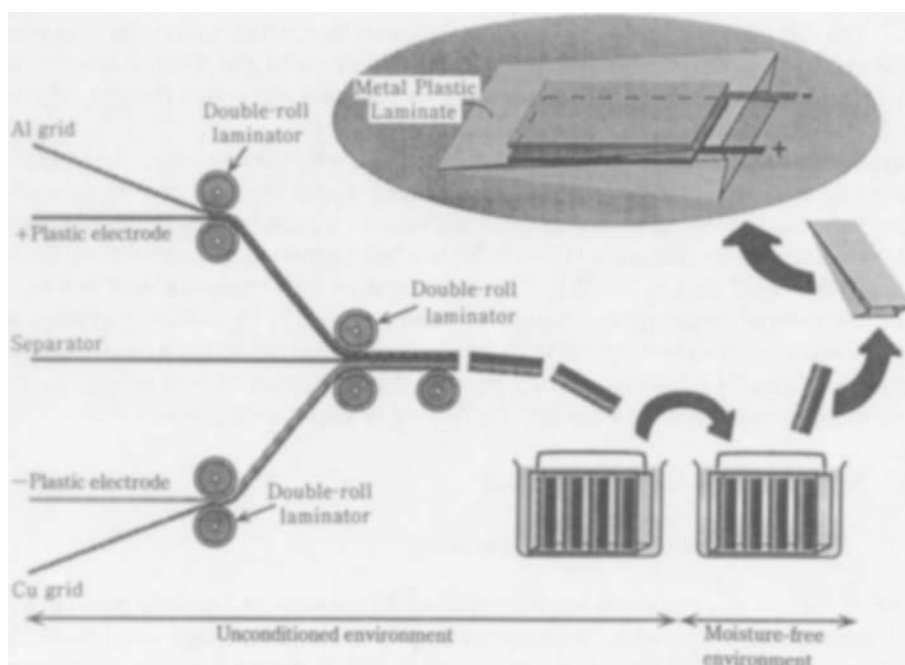 Metal Plastic
Laminate
-
+
Double-roll
laminator
Al grid
+Plastic electrode
Double-roll
laminator
Separator
-Plastic electrode
Double-roll
laminator
Cu grid
Unconditioned environment
Moisture-free
environment